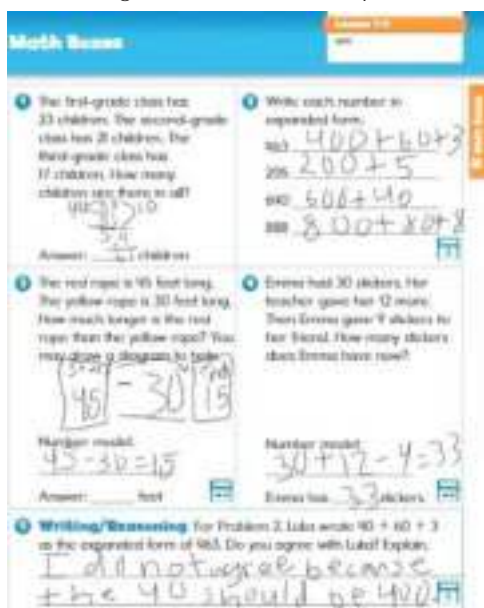 Math Boxes
The first-grade class has
23 children. The second-grade
class has 21 children. The
third-grade class has
17 children. How many
children are there in all?
Answer: 61 children
Write each number in
expanded form.
463 400+60+3
205 200+5
640 600+40
888 800+80+8
The red rope is 45 feet long.
The yellow rope is 30 feet long.
How much longer is the red
rope than the yellow rope? You
may draw a diagram to help.
45 - 30 15
Number model:
45-30=15
Answer: feet
Emma had 30 stickers. Her
teacher gave her 12 more.
Then Emma gave 9 stickers to
her friend. How many stickers
does Emma have now?
Number model:
30+12-9=33
Emma has 33 stickers.
Writing/Reasoning For Problem 2, Luka wrote 40 + 60 + 3
as the expanded form of 463. Do you agree with Luka? Explain.
I do not agree because
the 40 should be 400.